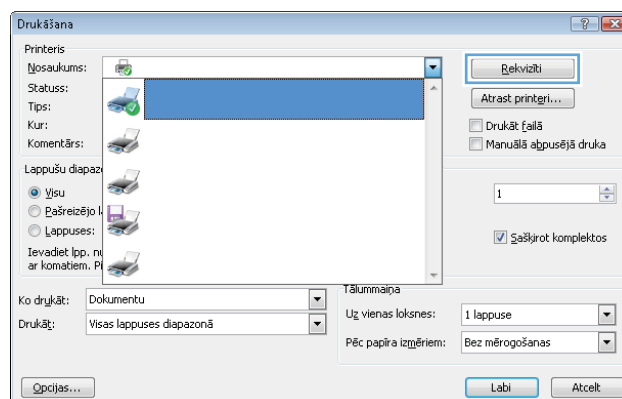 Drukāšana
Printeris
Nosaukums:
Rekvizīti
Statuss:
Atrast printeri...
Tips:
Kur:
Drukāt failā
Komentārs:
Manuālā abpusējā druka
Lappušu diapaz
Visu
1
Pašreizējo l
Lappuses:
Sašķirot komplektos
Ievadiet lpp. nu
ar komatiem. Pi
Ko drukāt: Dokumentu
Tālummaiņa
Drukāt: Visas lappuses diapazonā
Uz vienas loksnes: 1 lappuse
Pēc papīra izmēriem: Bez mērogošanas
Opcijas...
Labi
Atcelt